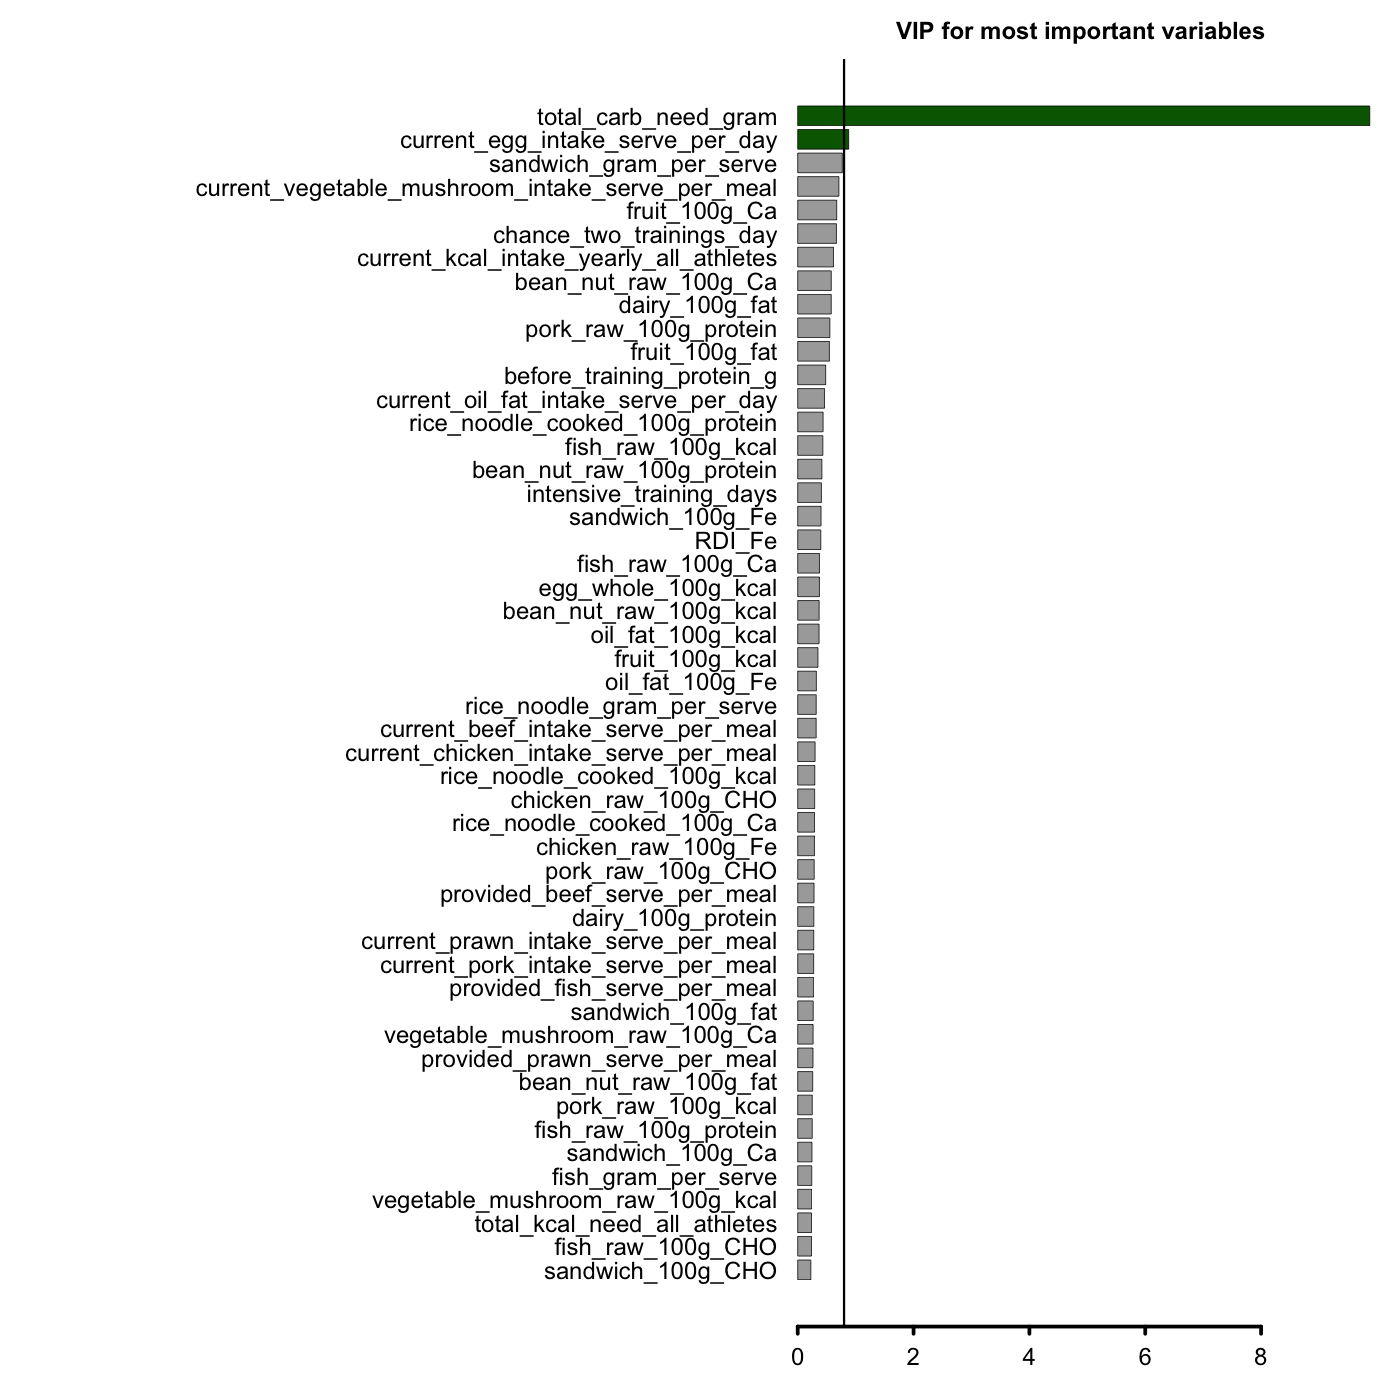 VIP for most important variables
total_carb_need_gram
current_egg_intake_serve_per_day
sandwich_gram_per_serve
current_vegetable_mushroom_intake_serve_per_meal
fruit_100g_Ca
chance_two_trainings_day
current_kcal_intake_yearly_all_athletes
bean_nut_raw_100g_Ca
dairy_100g_fat
pork_raw_100g_protein
fruit_100g_fat
before_training_protein_g
current_oil_fat_intake_serve_per_day
rice_noodle_cooked_100g_protein
fish_raw_100g_kcal
bean_nut_raw_100g_protein
intensive_training_days
sandwich_100g_Fe
RDI_Fe
fish_raw_100g_Ca
egg_whole_100g_kcal
bean_nut_raw_100g_kcal
oil_fat_100g_kcal
fruit_100g_kcal
oil_fat_100g_Fe
rice_noodle_gram_per_serve
current_beef_intake_serve_per_meal
current_chicken_intake_serve_per_meal
rice_noodle_cooked_100g_kcal
chicken_raw_100g_CHO
rice_noodle_cooked_100g_Ca
chicken_raw_100g_Fe
pork_raw_100g_CHO
provided_beef_serve_per_meal
dairy_100g_protein
current_prawn_intake_serve_per_meal
current_pork_intake_serve_per_meal
provided_fish_serve_per_meal
sandwich_100g_fat
vegetable_mushroom_raw_100g_Ca
provided_prawn_serve_per_meal
bean_nut_raw_100g_fat
pork_raw_100g_kcal
fish_raw_100g_protein
sandwich_100g_Ca
fish_gram_per_serve
vegetable_mushroom_raw_100g_kcal
total_kcal_need_all_athletes
fish_raw_100g_CHO
sandwich_100g_CHO
0 2 4 6 8